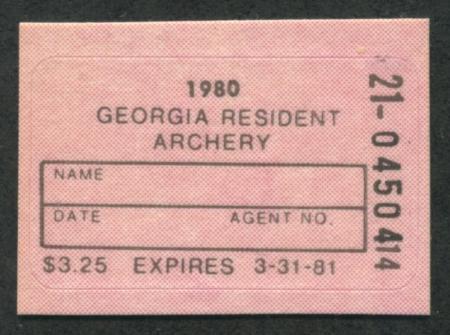 1980
GEORGIA RESIDENT
ARCHERY
NAME
DATE AGENT NO.
$3.25 EXPIRES 3-31-81
21-0450414